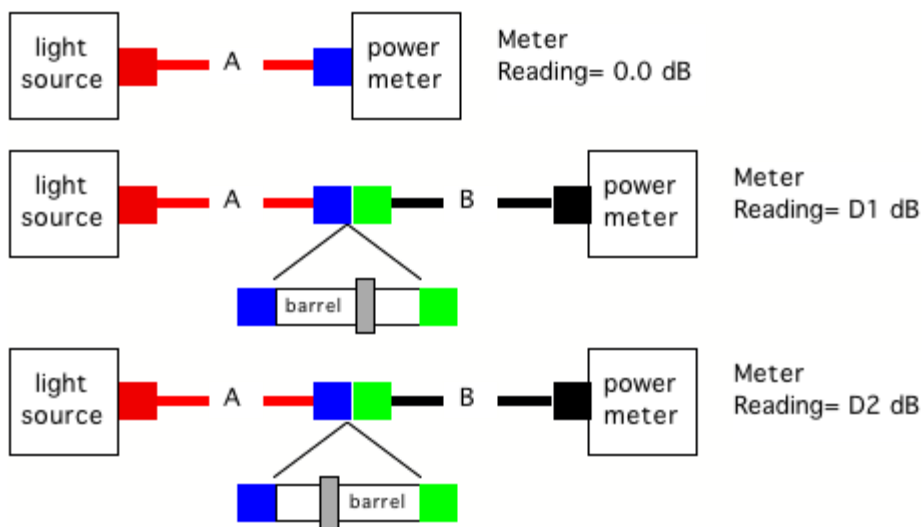 light
source
A
power
meter
Meter
Reading= 0.0 dB
light
source
A
B
power
meter
Meter
Reading= D1 dB
barrel
light
source
A
B
power
meter
Meter
Reading= D2 dB
barrel